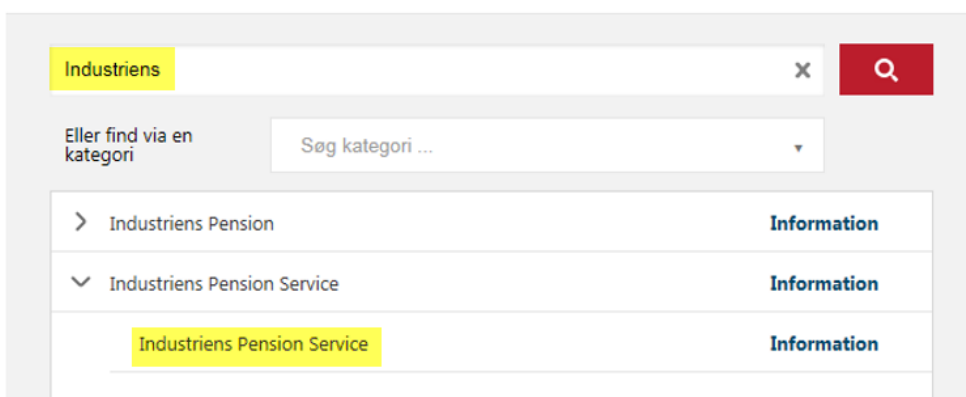 Industriens
Eller find via en
kategori
Søg kategori ...
Industriens Pension Information
Industriens Pension Service Information
Industriens Pension Service Information